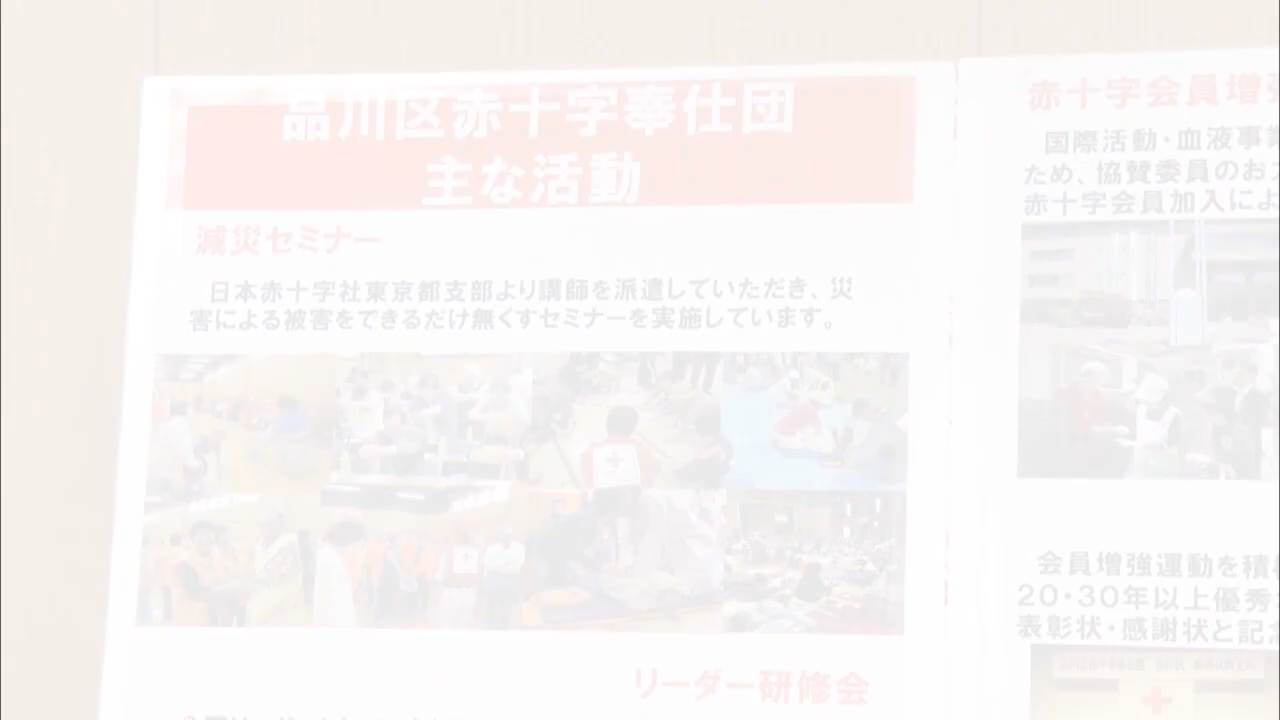 品川区赤十字奉仕団
主な活動
減災セミナー
日本赤十字社東京都支部より講師を派遣していただき、災
害による被害をできるだけ無くすセミナーを実施しています。
リーダー研修会
赤十字会員増強
国際活動・血液事業
ため、協賛委員のお
赤十字会員加入によ
会員増強運動を積
20・30年以上優秀
表彰状・感謝状と記